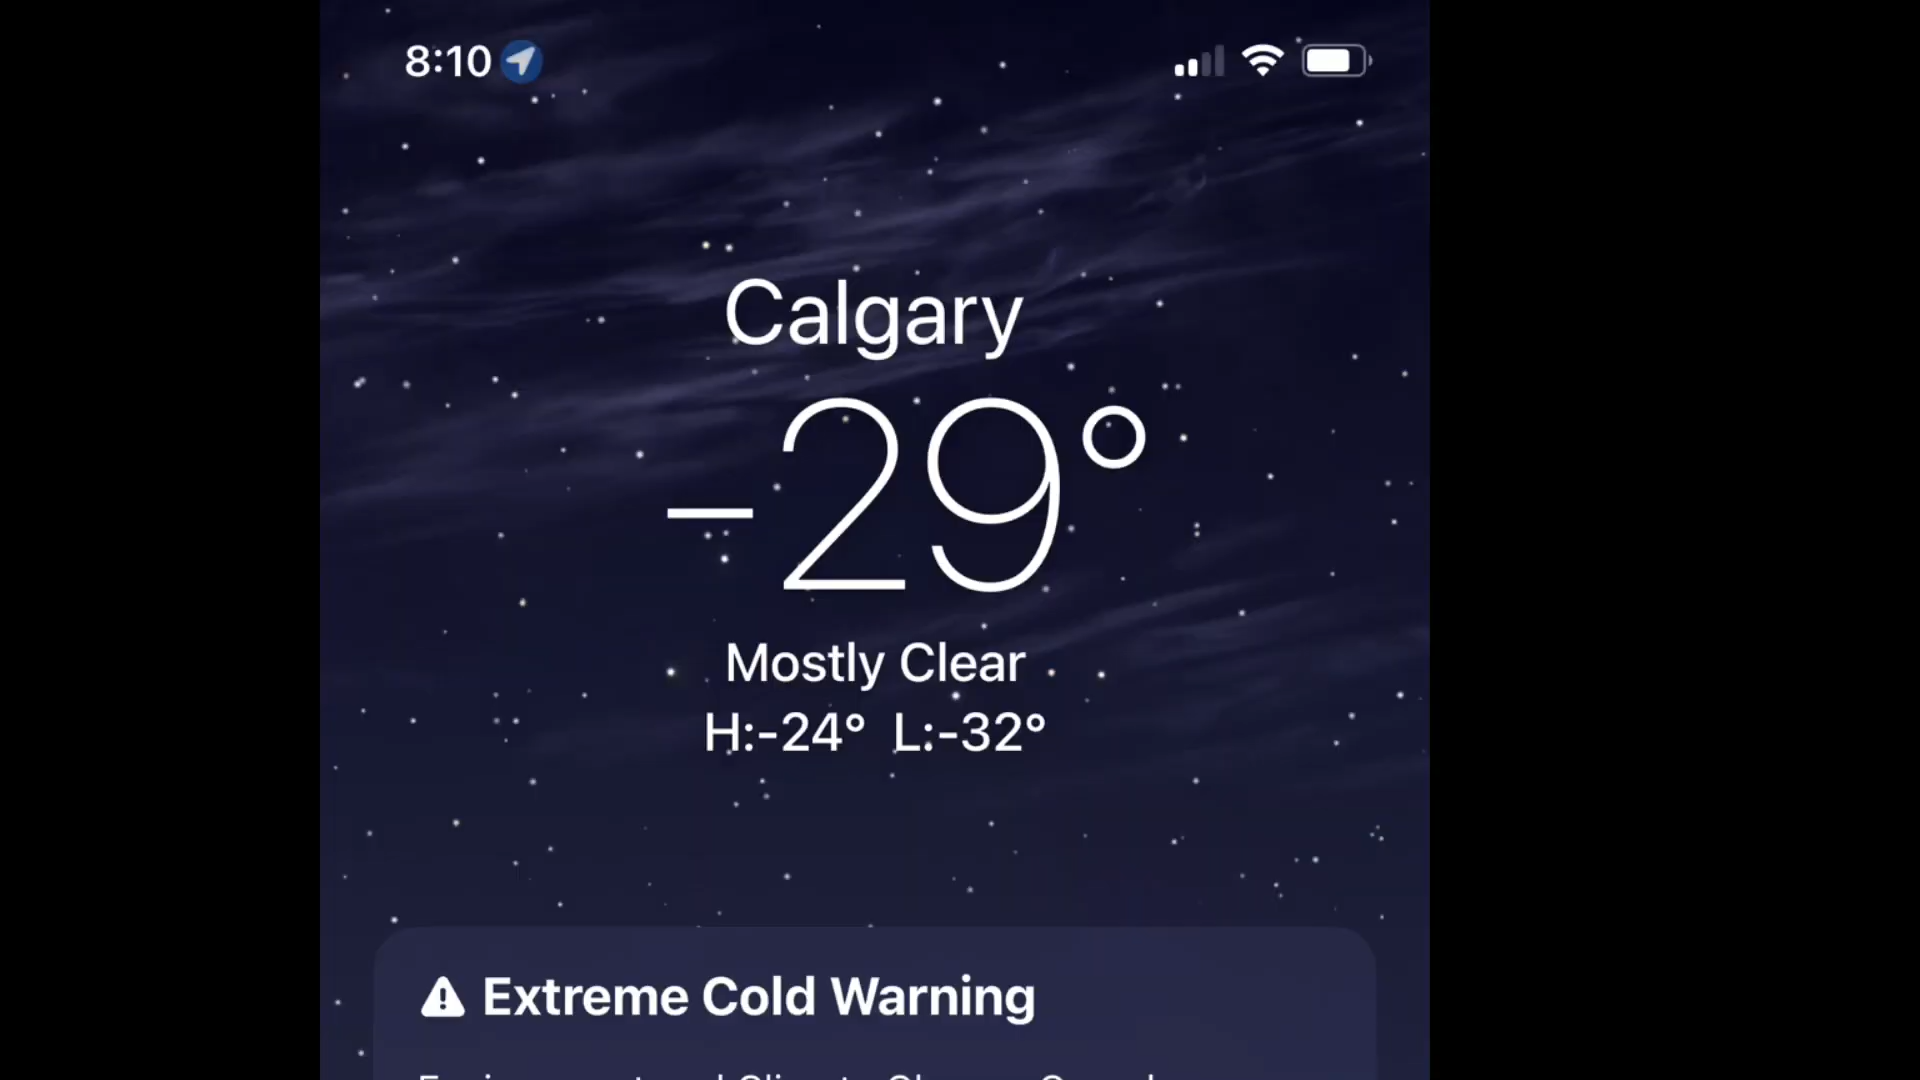 8:10
Calgary
-29°
Mostly Clear
H:-24° L:-32°
Extreme Cold Warning